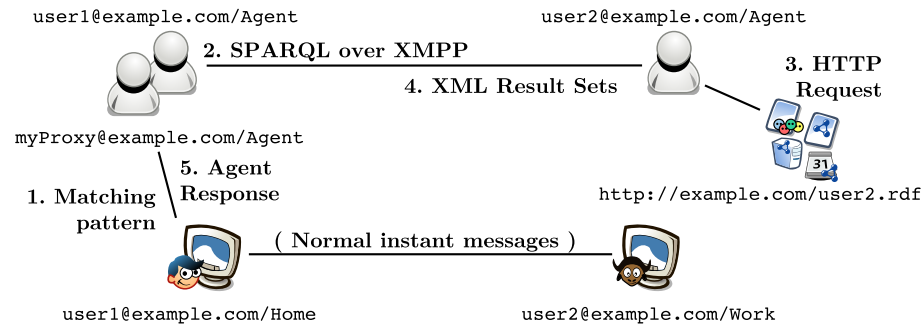 user1@example.com/Agent
user2@example.com/Agent
2. SPARQL over XMPP
4. XML Result Sets
3. HTTP
Request
myProxy@example.com/Agent
31
http://example.com/user2.rdf
5. Agent
Response
1. Matching
pattern
( Normal instant messages )
user1@example.com/Home
user2@example.com/Work